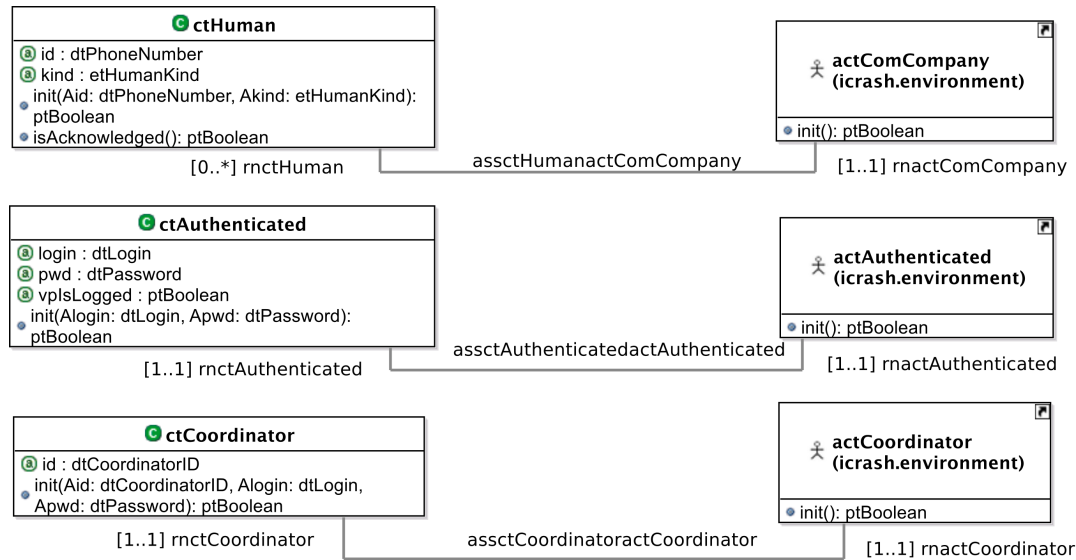 C ctHuman
a id : dtPhoneNumber
a kind : etHumanKind
init(Aid: dtPhoneNumber, Akind: etHumanKind):
ptBoolean
isAcknowledged(): ptBoolean
actComCompany
(icrash.environment)
init(): ptBoolean
[0..*] rnctHuman
assctHumanactComCompany
[1..1] rnactComCompany
C ctAuthenticated
a login : dtLogin
a pwd : dtPassword
a vpIsLogged : ptBoolean
init(Alogin: dtLogin, Apwd: dtPassword):
ptBoolean
actAuthenticated
(icrash.environment)
init(): ptBoolean
[1..1] rnctAuthenticated
assctAuthenticatedactAuthenticated
[1..1] rnactAuthenticated
C ctCoordinator
a id : dtCoordinatorID
init(Aid: dtCoordinatorID, Alogin: dtLogin,
Apwd: dtPassword): ptBoolean
actCoordinator
(icrash.environment)
init(): ptBoolean
[1..1] rnctCoordinator
assctCoordinatoractCoordinator
[1..1] rnactCoordinator